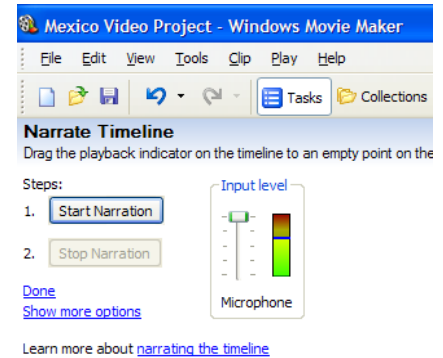 Mexico Video Project - Windows Movie Maker
File Edit View Tools Clip Play Help
Tasks Collections
Narrate Timeline
Drag the playback indicator on the timeline to an empty point on the
Steps:
Input level
1. Start Narration
2. Stop Narration
Done
Microphone
Show more options
Learn more about narrating the timeline